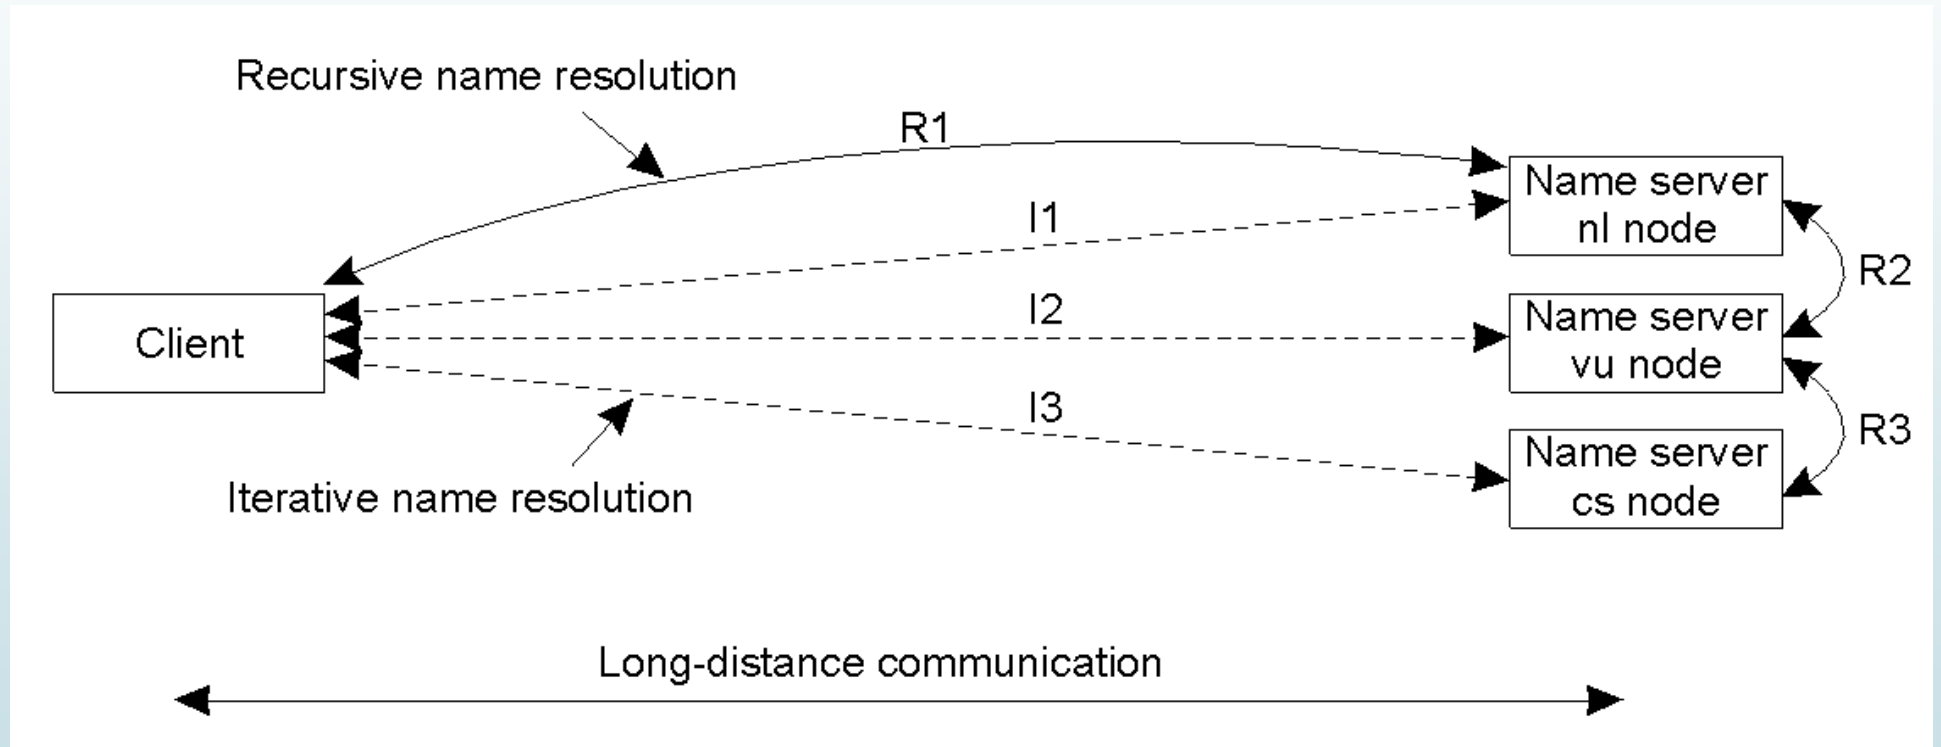 Recursive name resolution
R1
Name server
nl node
I1
R2
Client
I2
Name server
vu node
I3
R3
Name server
cs node
Iterative name resolution
Long-distance communication